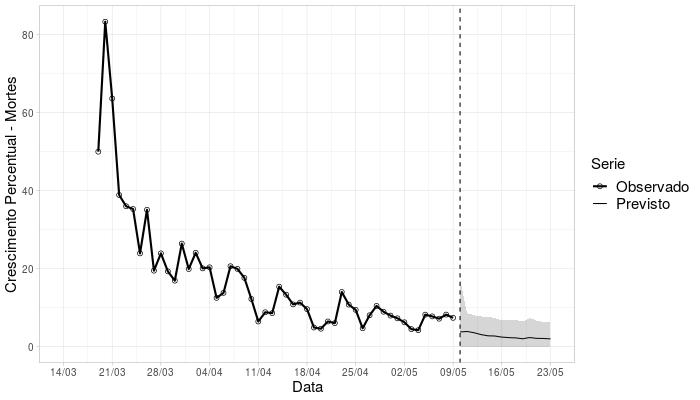 Crescimento Percentual - Mortes
80
60
40
20
0
14/03 21/03 28/03 04/04 11/04 18/04 25/04 02/05 09/05 16/05 23/05
Data
Serie
Observado
Previsto